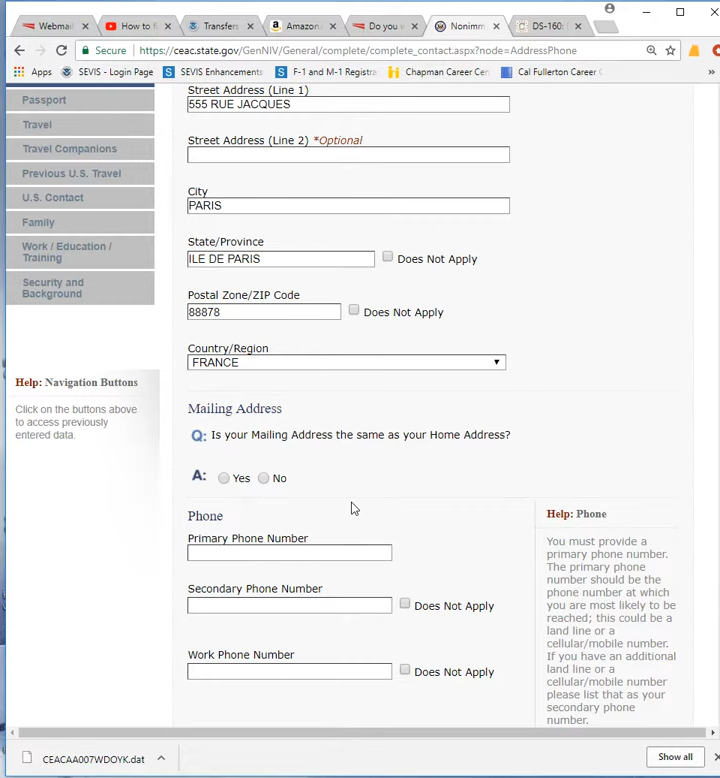 Webmail
How to f
Transfers
Amazon
Do you v
Nonimm
DS-160:
Secure
https://ceac.state.gov/GenNIV/General/complete/complete_contact.aspx?node=AddressPhone
Apps
SEVIS - Login Page
SEVIS Enhancements
F-1 and M-1 Registra
Chapman Career Cen
Cal Fullerton Career C
Passport
Travel
Travel Companions
Previous U.S. Travel
U.S. Contact
Family
Work / Education /
Training
Security and
Background
Help: Navigation Buttons
Click on the buttons above
to access previously
entered data.
Street Address (Line 1)
555 RUE JACQUES
Street Address (Line 2) *Optional
City
PARIS
State/Province
ILE DE PARIS
Does Not Apply
Postal Zone/ZIP Code
88878
Does Not Apply
Country/Region
FRANCE
Mailing Address
Q: Is your Mailing Address the same as your Home Address?
A: Yes No
Phone
Primary Phone Number
Secondary Phone Number
Does Not Apply
Work Phone Number
Does Not Apply
Help: Phone
You must provide a
primary phone number.
The primary phone
number should be the
phone number at which
you are most likely to be
reached; this could be a
land line or a
cellular/mobile number.
If you have an additional
land line or a
cellular/mobile number
please list that as your
secondary phone
number.
CEACAA007WDOYK.dat
Show all